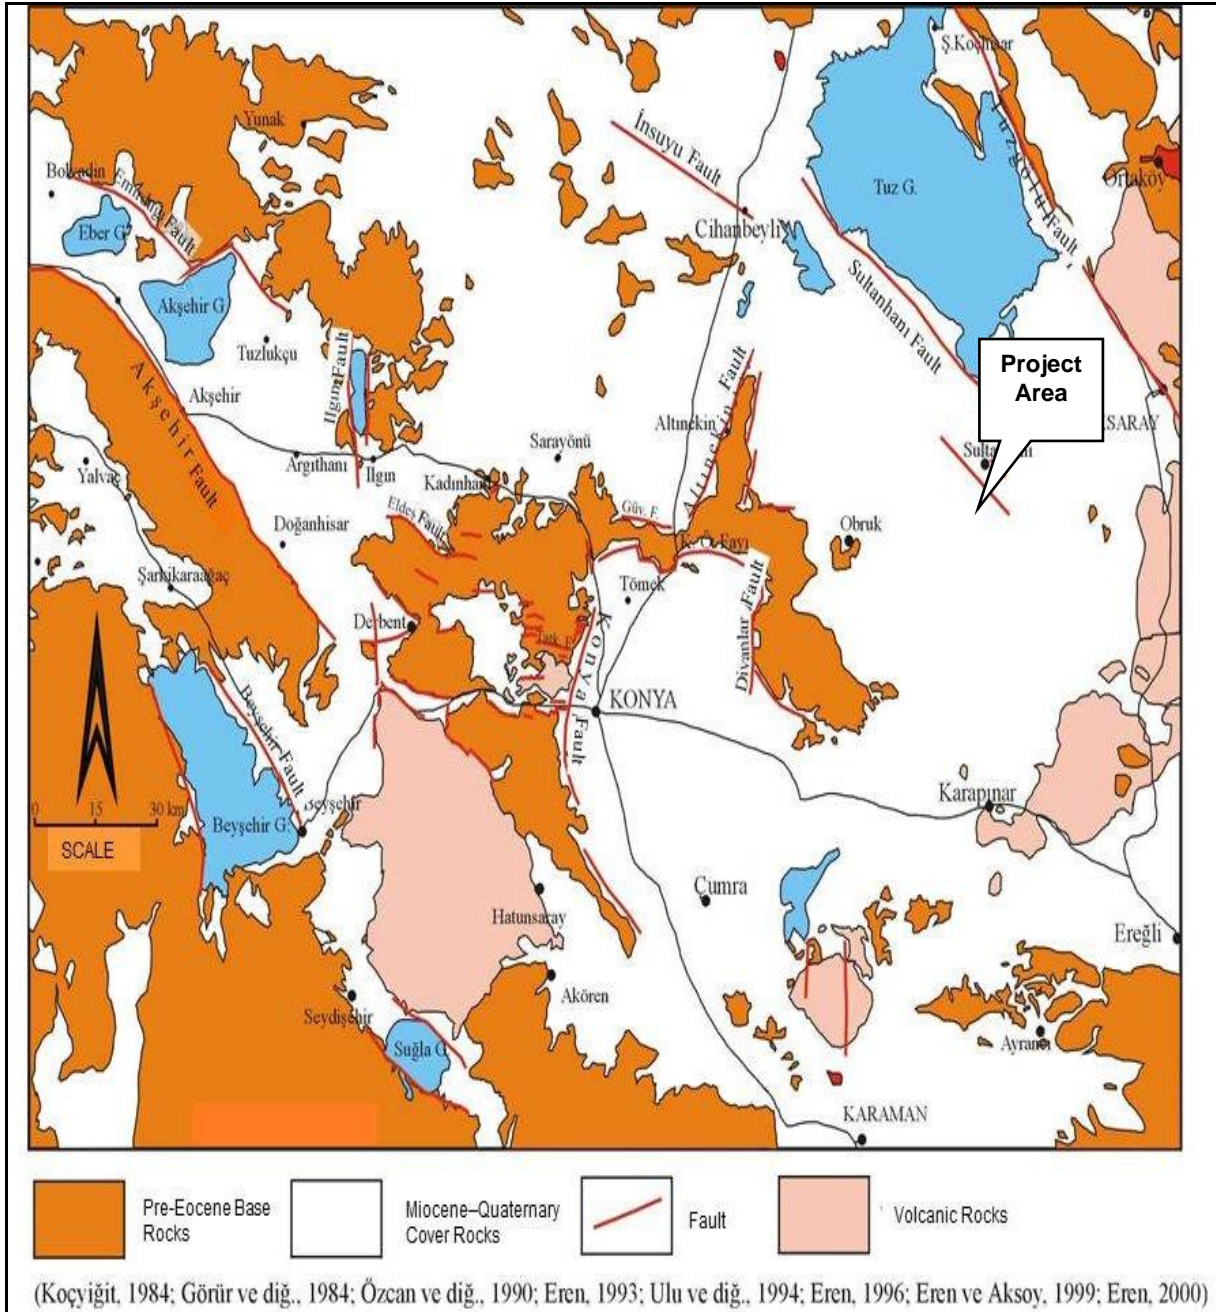 Ş.Koçhisar
Yunak
İnsuyu Fault
Tuzgölü Fault
Ortaköy
Bolvadin
Emirdağ Fault
Tuz G.
Eber G
Cihanbeyli
Akşehir G
Sultanhanı Fault
Tuzlukçu
Ilgın Fault
Project
Area
Akşehir Fault
Akşehir
Altınekin Fault
Altınekin
SARAY
Sarayönü
Argıthanı
Ilgın
Yalvaç
Kadınhanı
Eldeş Fault
Güv. F.
Doğanhisar
Obruk
K. Ö. Fayı
Şarkikaraağaç
Tömek
Divanlar Fault
Derbent
Konya Fault
KONYA
Beyşehir Fault
0 15 30 km
Karapınar
Beyşehir
Beyşehir G.
SCALE
Çumra
Hatunsaray
Ereğli
Akören
Seydişehir
Suğla G
Ayrancı
KARAMAN
Pre-Eocene Base
Rocks
Miocene–Quaternary
Cover Rocks
Fault
Volcanic Rocks
(Koçyiğit, 1984; Görür ve diğ., 1984; Özcan ve diğ., 1990; Eren, 1993; Ulu ve diğ., 1994; Eren, 1996; Eren ve Aksoy, 1999; Eren, 2000)